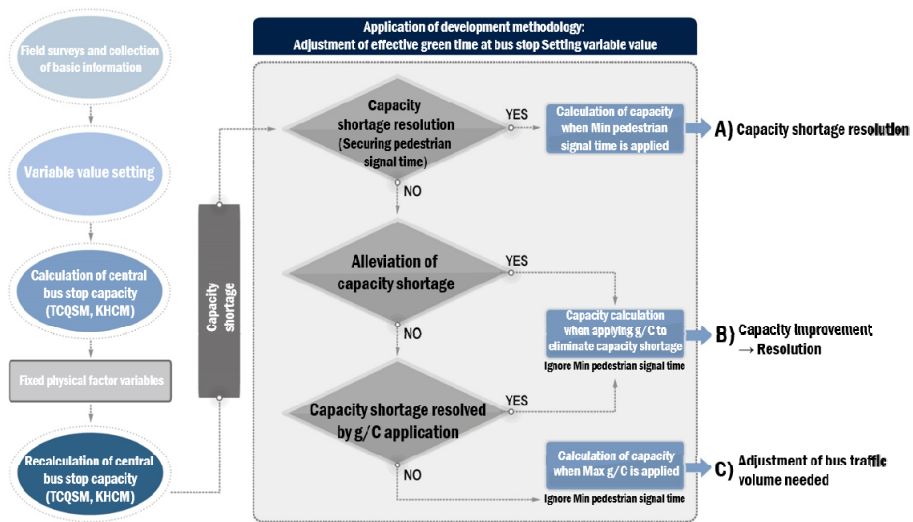 Application of development methodology:
Adjustment of effective green time at bus stop Setting variable value
Field surveys and collection
of basic information
Variable value setting
Calculation of central
bus stop capacity
(TCQSM, KHCM)
Fixed physical factor variables
Recalculation of central
bus stop capacity
(TCQSM, KHCM)
Capacity
shortage
Capacity
shortage resolution
(Securing pedestrian
signal time)
YES
NO
Calculation of capacity
when Min pedestrian
signal time is applied
A) Capacity shortage resolution
Alleviation of
capacity shortage
YES
NO
Capacity calculation
when applying g/C to
eliminate capacity shortage
Ignore Min pedestrian signal time
B) Capacity Improvement
→ Resolution
Capacity shortage resolved
by g/C application
YES
NO
Calculation of capacity
when Max g/C is applied
Ignore Min pedestrian signal time
C) Adjustment of bus traffic
volume needed